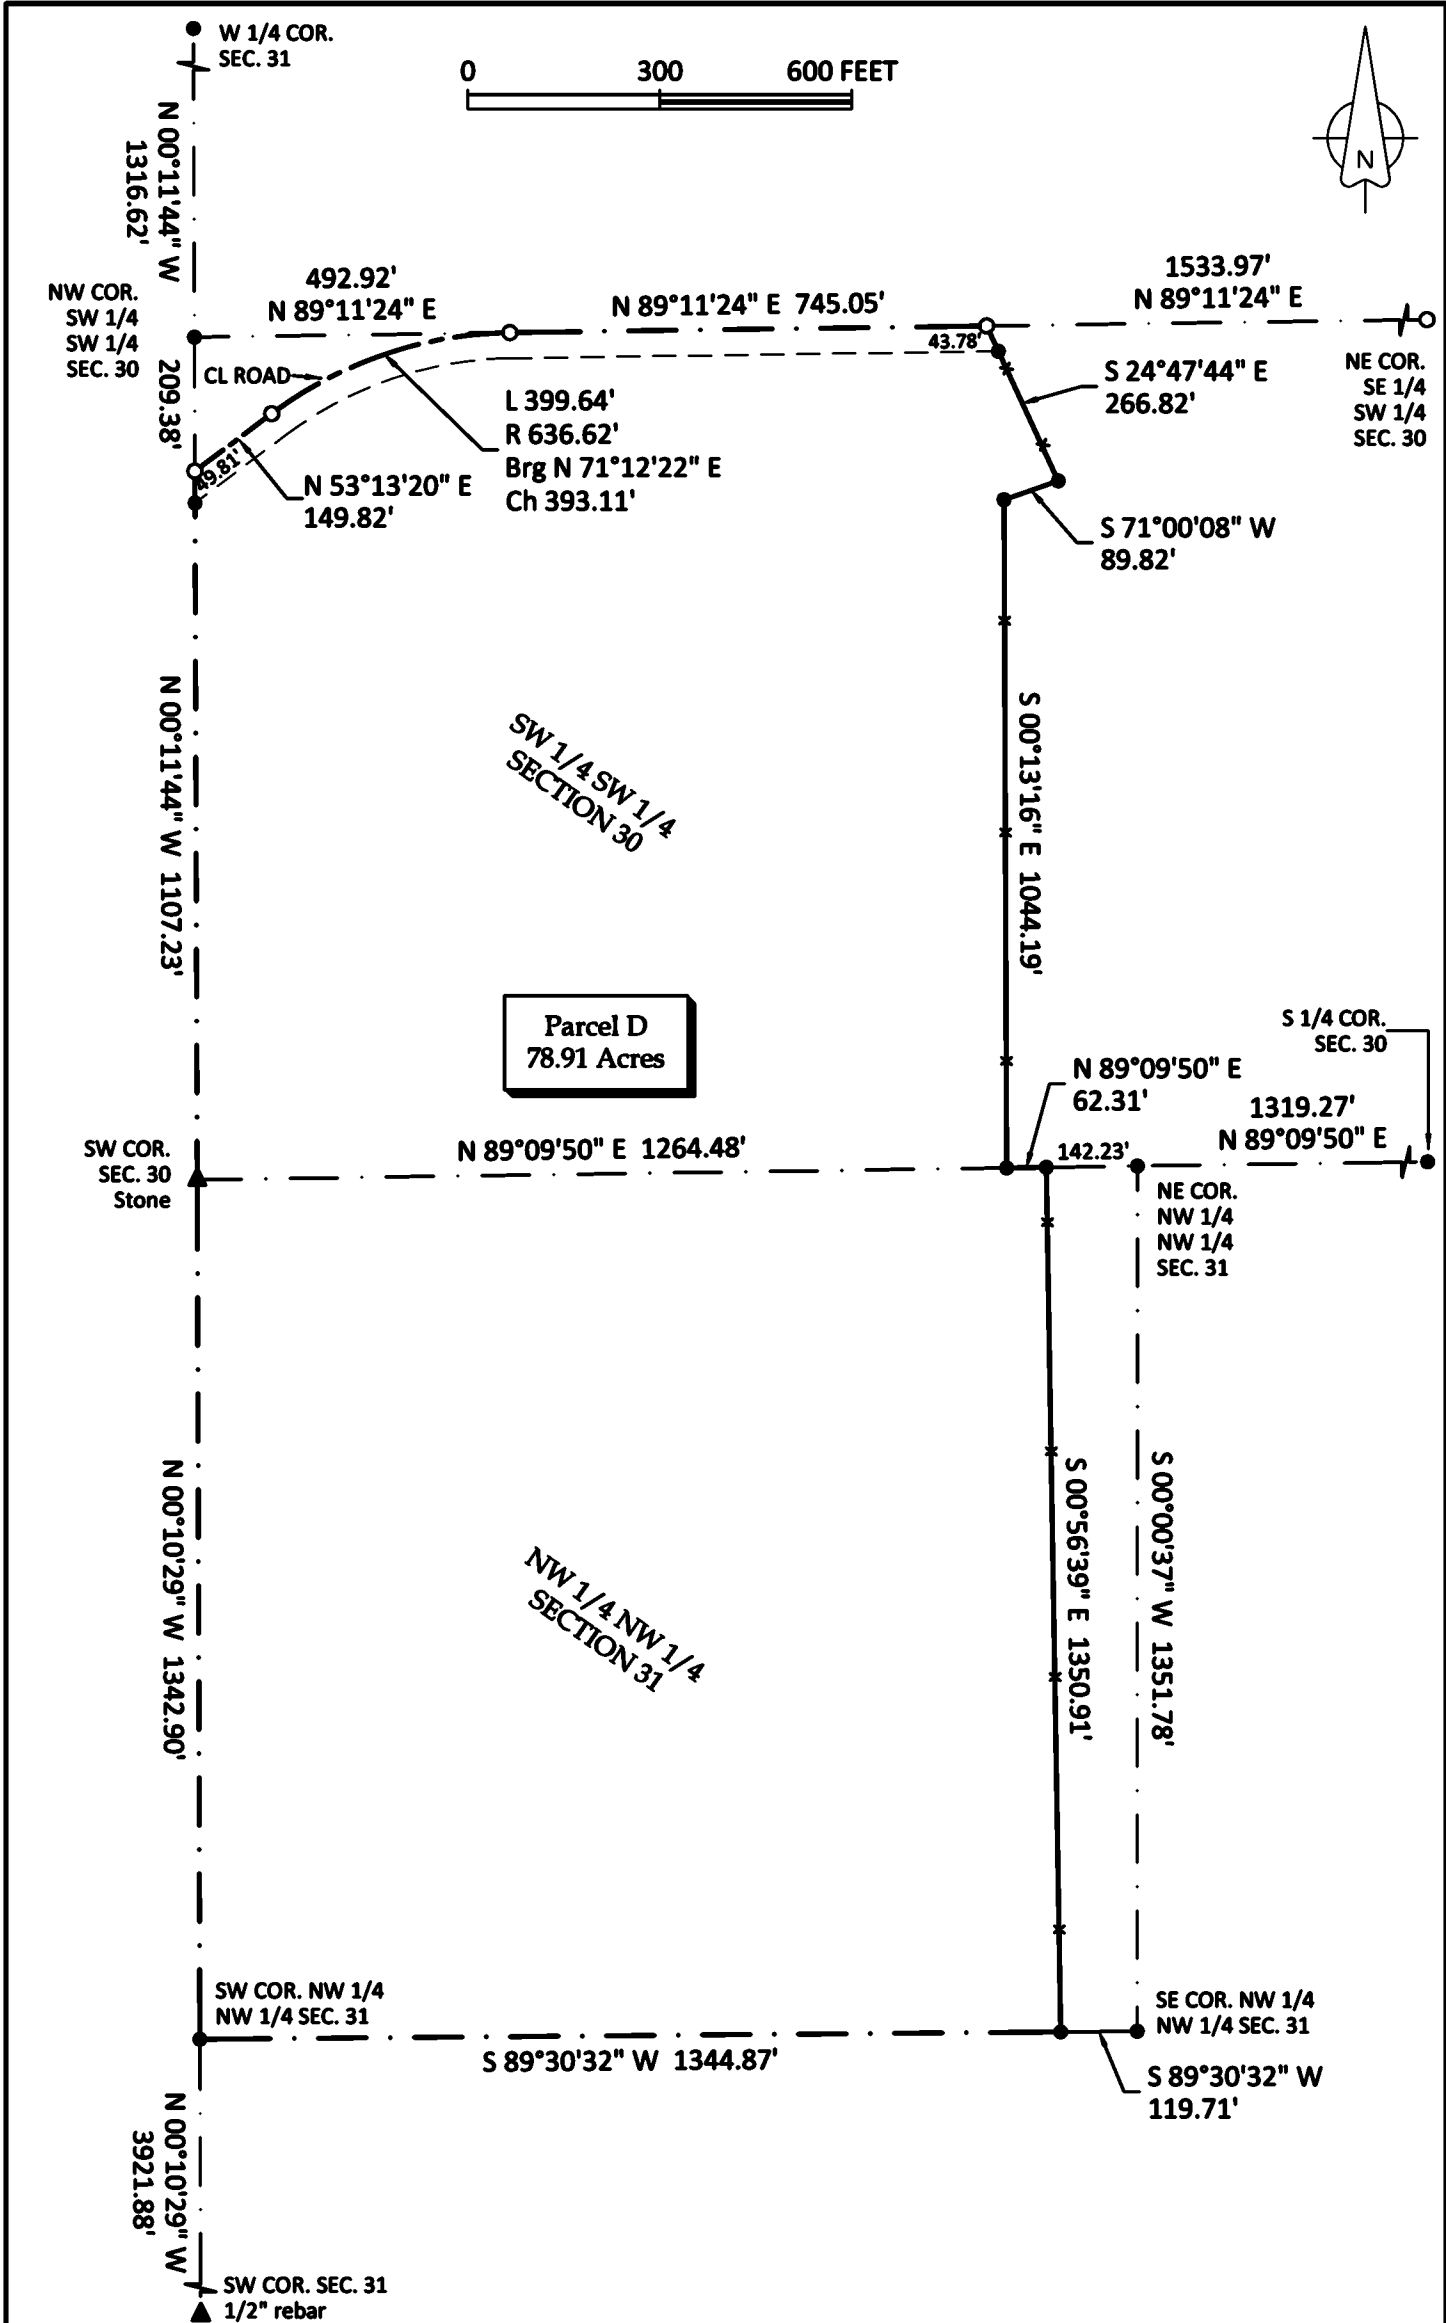 W 1/4 COR.
SEC. 31
0 300 600 FEET
N
N 00°11'44" W
1316.62'
492.92'
N 89°11'24" E
N 89°11'24" E 745.05'
1533.97'
N 89°11'24" E
NW COR.
SW 1/4
SW 1/4
SEC. 30
209.38'
CL ROAD
43.78'
S 24°47'44" E
266.82'
NE COR.
SE 1/4
SW 1/4
SEC. 30
L 399.64'
R 636.62'
Brg N 71°12'22" E
Ch 393.11'
49.81'
N 53°13'20" E
149.82'
S 71°00'08" W
89.82'
N 00°11'44" W 1107.23'
SW 1/4 SW 1/4
SECTION 30
S 00°13'16" E 1044.19'
Parcel D
78.91 Acres
S 1/4 COR.
SEC. 30
N 89°09'50" E
62.31'
1319.27'
N 89°09'50" E
SW COR.
SEC. 30
Stone
N 89°09'50" E 1264.48'
142.23'
NE COR.
NW 1/4
NW 1/4
SEC. 31
N 00°10'29" W 1342.90'
NW 1/4 NW 1/4
SECTION 31
S 00°56'39" E 1350.91'
S 00°00'37" W 1351.78'
SW COR. NW 1/4
NW 1/4 SEC. 31
SE COR. NW 1/4
NW 1/4 SEC. 31
S 89°30'32" W 1344.87'
S 89°30'32" W
119.71'
N 00°10'29" W
3921.88'
SW COR. SEC. 31
1/2" rebar